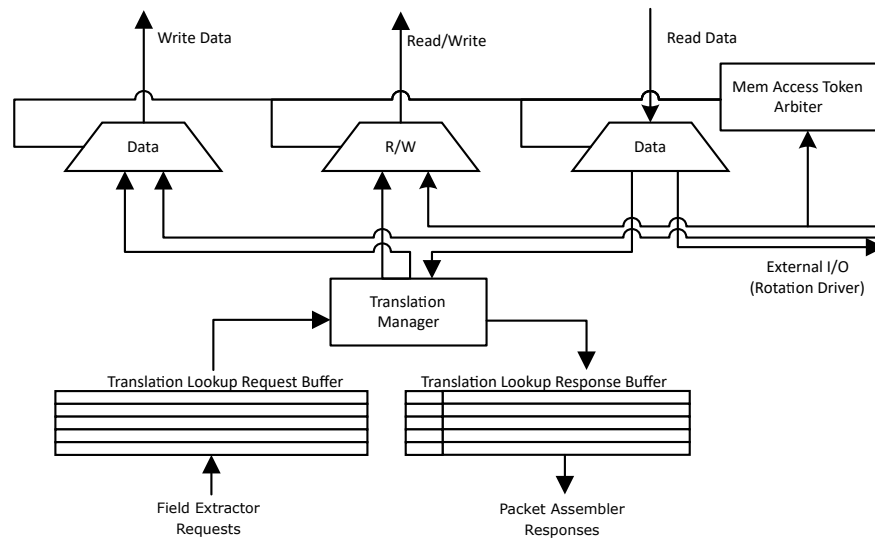 Write Data
Read/Write
Read Data
Mem Access Token
Arbiter
Data
R/W
Data
External I/O
(Rotation Driver)
Translation
Manager
Translation Lookup Request Buffer
Translation Lookup Response Buffer
Field Extractor
Requests
Packet Assembler
Responses